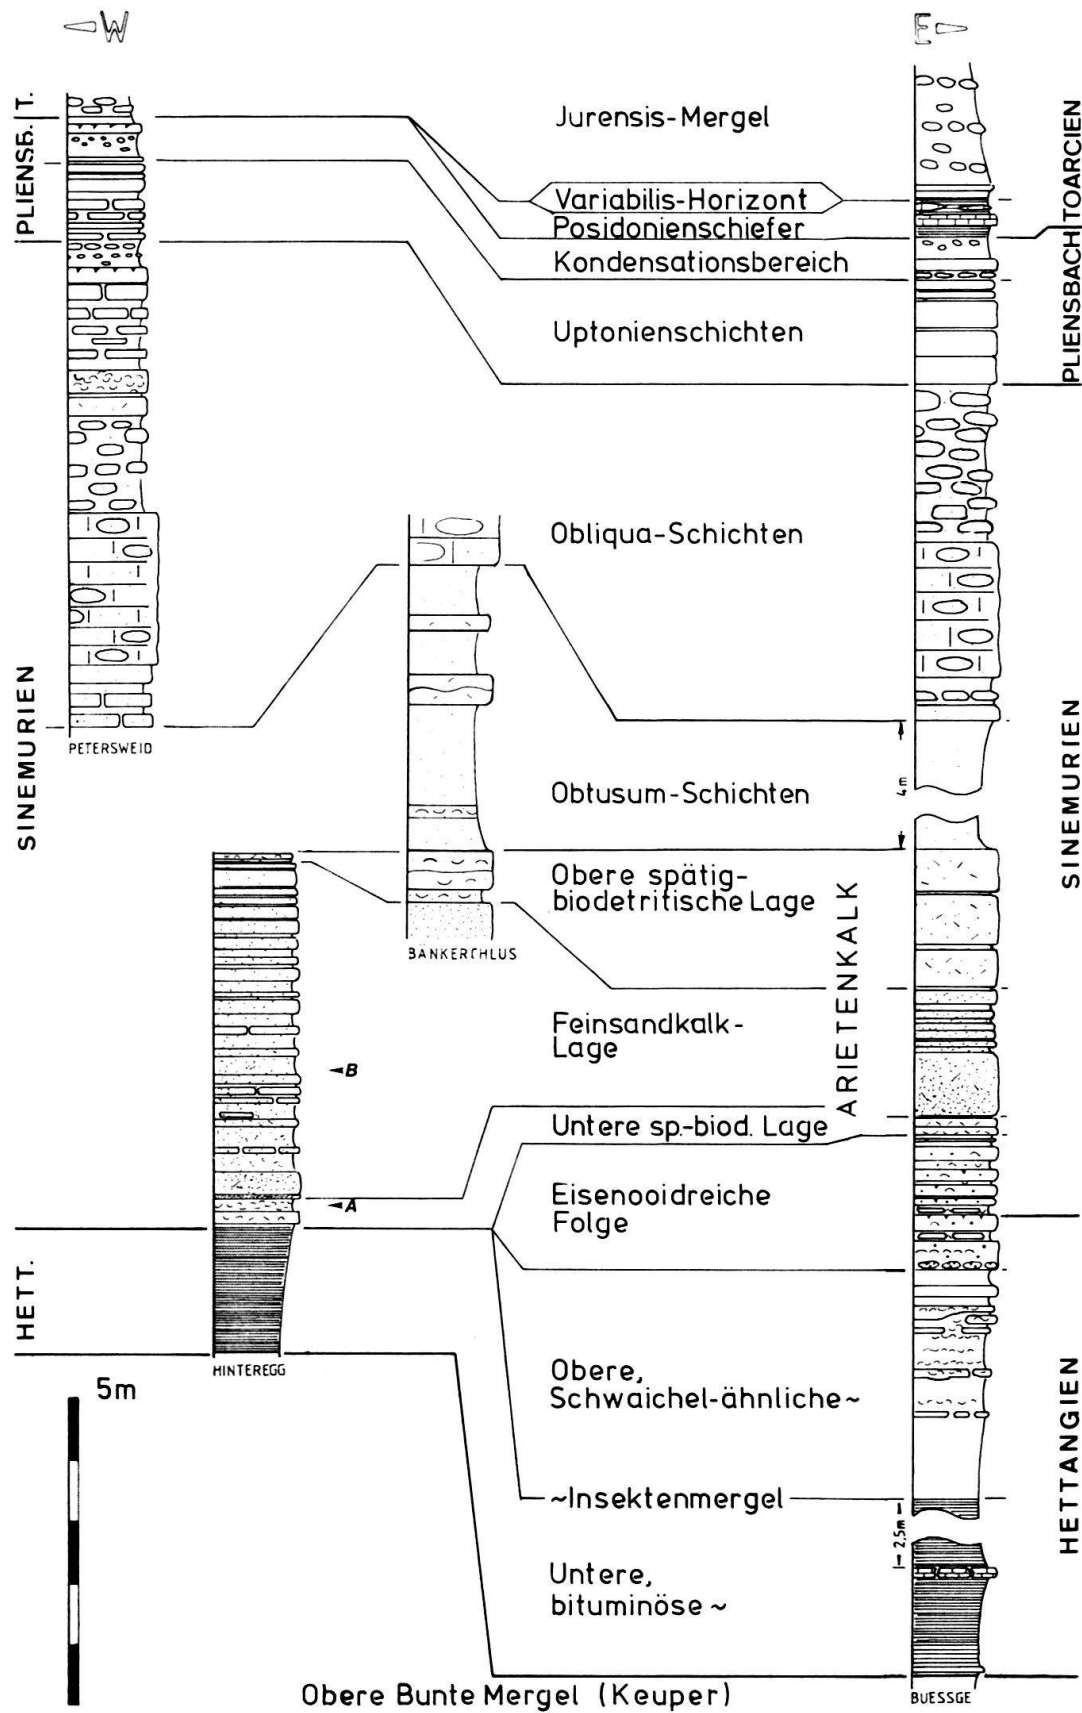 W
E
T.
PLIENSB.
SINEMURIEN
HETT.
PETERSWEID
BÄNKERCHLUS
HINTEREGG
B
A
5m
Jurensis-Mergel
Variabilis-Horizont
Posidonienschiefer
Kondensationsbereich
Uptonienschichten
Obliqua-Schichten
Obtusum-Schichten
Obere spätig-
biodetritische Lage
Feinsandkalk-
Lage
Untere sp.-biod. Lage
Eisenooidreiche
Folge
ARIETENKALK
Obere,
Schwaichel-ähnliche ~
~Insektenmergel
Untere,
bituminöse ~
Obere Bunte Mergel (Keuper)
4m
2,5m
BUESSGE
TOARCIEN
PLIENSBACH
SINEMURIEN
HETTANGIEN